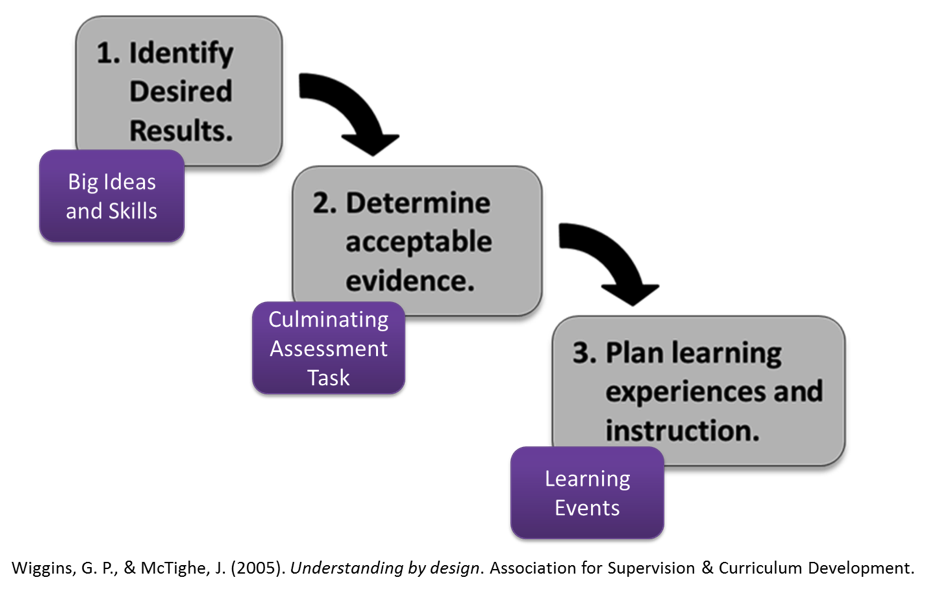 1. Identify
Desired
Results.
Big Ideas
and Skills
2. Determine
acceptable
evidence.
Culminating
Assessment
Task
3. Plan learning
experiences and
instruction.
Learning
Events
Wiggins, G. P., & McTighe, J. (2005). Understanding by design. Association for Supervision & Curriculum Development.